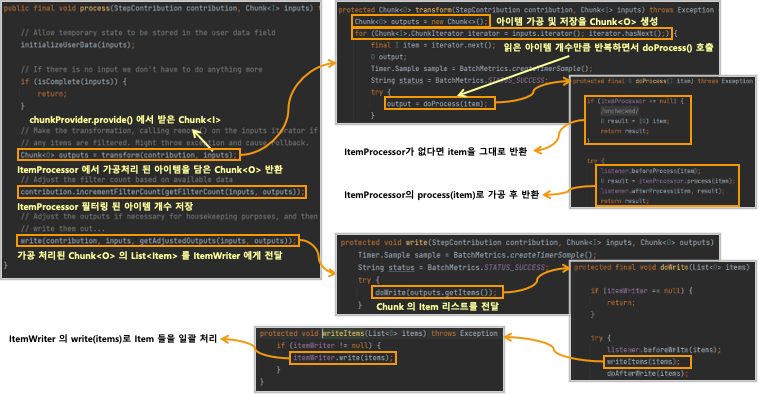 public final void process(StepContribution contribution, Chunk<I> inputs) t
// Allow temporary state to be stored in the user data field
initializeUserData(inputs);
// If there is no input we don't have to do anything more
if (isComplete(inputs)) {
return;
}
chunkProvider.provide() 에서 받은 Chunk<I>
// Make the transformation, calling remove() on the inputs iterator if
// any items are filtered. Right throw exception and cause rollback.
Chunk<O> outputs = transform(contribution, inputs);
ItemProcessor 에서 가공처리 된 아이템을 담은 Chunk<O> 반환
// Adjust the filter count based on available data
contribution.incrementFilterCount(getFilterCount(inputs, outputs));
ItemProcessor 필터링 된 아이템 개수 저장
// Adjust the outputs if necessary for housekeeping purposes, and then
// write them out...
write(contribution, inputs, getAdjustedOutputs(inputs, outputs));
가공 처리된 Chunk<O> 의 List<Item> 를 ItemWriter 에게 전달
}
protected Chunk<O> transform(StepContribution contribution, Chunk<I> inputs) throws Exception {
Chunk<O> outputs = new Chunk<>(); 아이템 가공 및 저장을 Chunk<O> 생성
for (Chunk<I>.ChunkIterator iterator = inputs.iterator(); iterator.hasNext();) {
final I item = iterator.next(); 읽은 아이템 개수만큼 반복하면서 doProcess() 호출
O output;
Timer.Sample sample = BatchMetrics.createTimerSample();
String status = BatchMetrics.STATUS_SUCCESS;
try {
output = doProcess(item);
protected final O doProcess(I item) throws Exception
if (itemProcessor == null) {
/unchecked/
O result = (O) item;
return result;
}
try {
listener.beforeProcess(item);
O result = itemProcessor.process(item);
listener.afterProcess(item, result);
return result;
ItemProcessor가 없다면 item을 그대로 반환
ItemProcessor의 process(item)로 가공 후 반환
protected void write(StepContribution contribution, Chunk<I> inputs, Chunk<O> outputs)
Timer.Sample sample = BatchMetrics.createTimerSample();
String status = BatchMetrics.STATUS_SUCCESS;
try {
doWrite(outputs.getItems());
Chunk 의 Item 리스트를 전달
}
protected final void doWrite(List<O> items)
if (itemWriter == null) {
return;
}
try {
listener.beforeWrite(items);
writeItems(items);
doAfterWrite(items);
protected void writeItems(List<O> items) throws Exception
if (itemWriter != null) {
itemWriter.write(items);
}
}
ItemWriter 의 write(items)로 Item 들을 일괄 처리